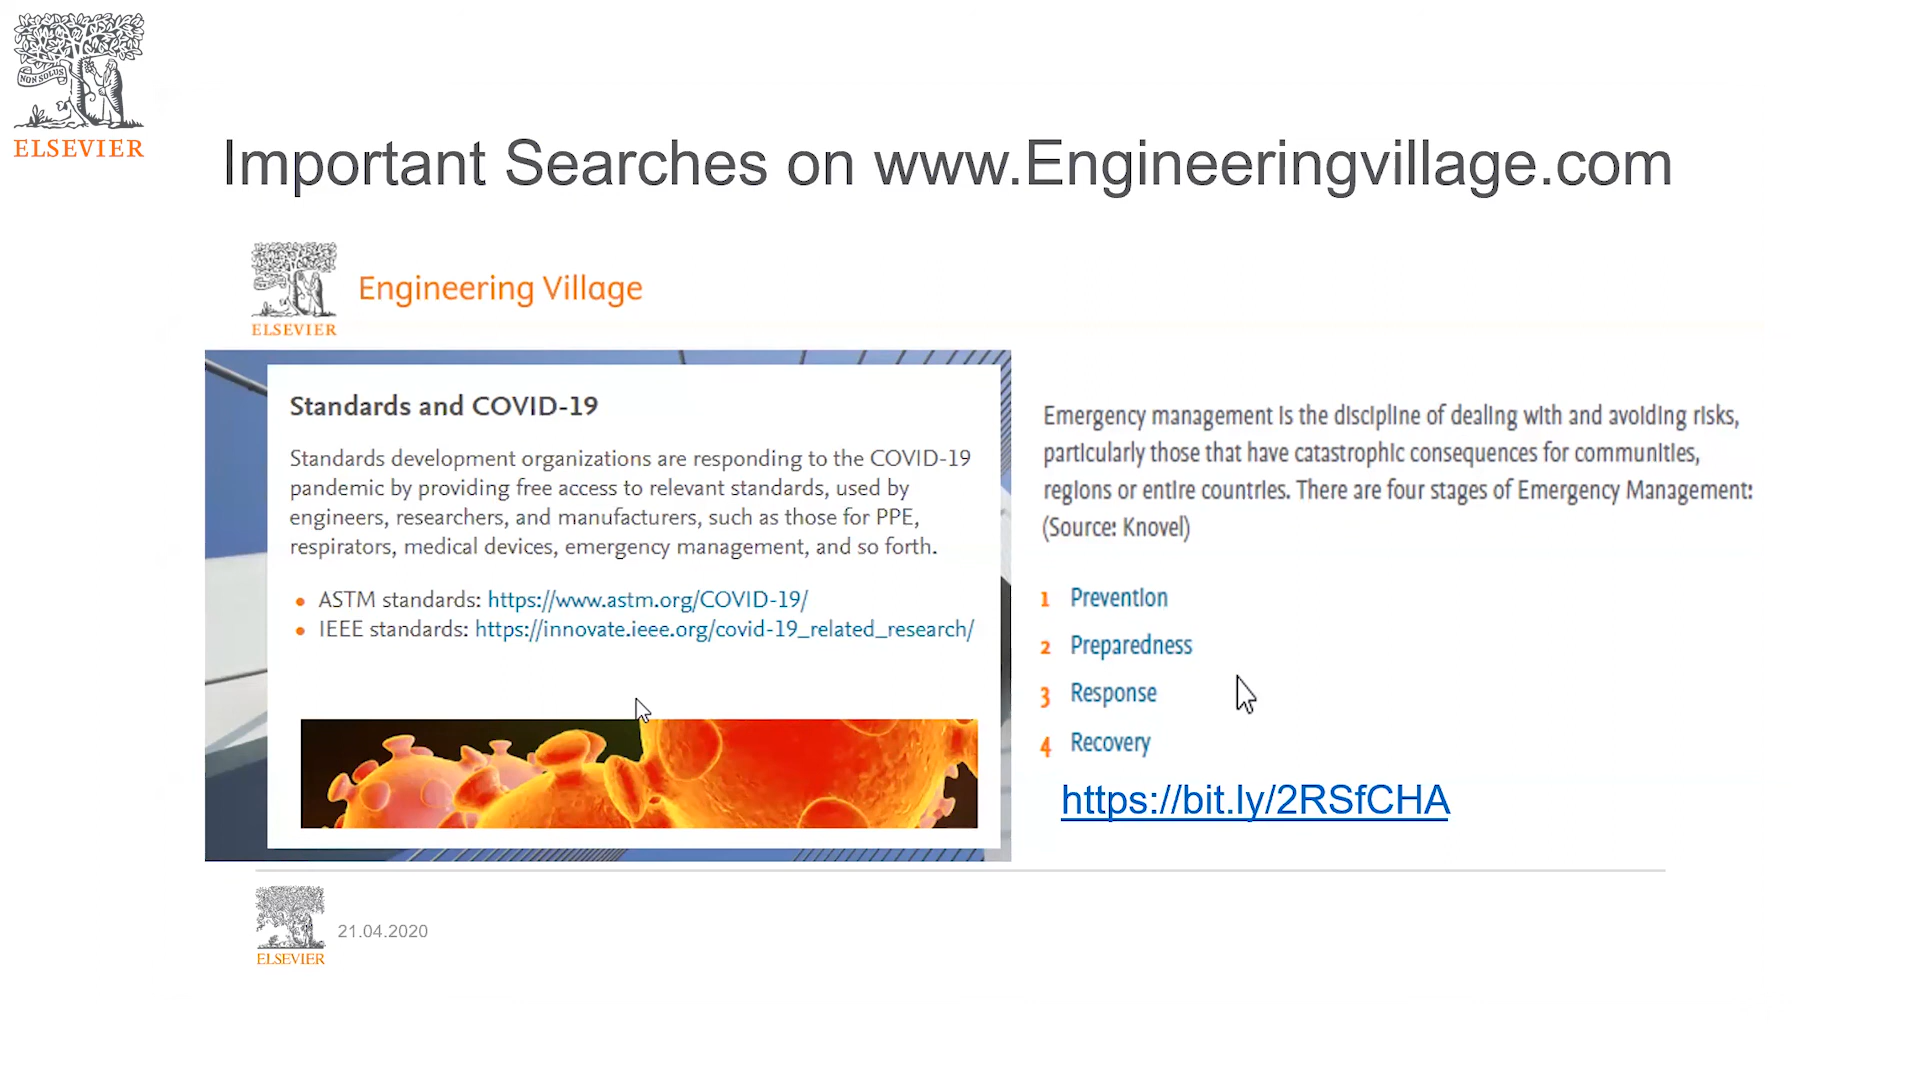 NON SOLUS
ELSEVIER
Important Searches on www.Engineeringvillage.com
ELSEVIER
Engineering Village
Standards and COVID-19
Standards development organizations are responding to the COVID-19
pandemic by providing free access to relevant standards, used by
engineers, researchers, and manufacturers, such as those for PPE,
respirators, medical devices, emergency management, and so forth.
• ASTM standards: https://www.astm.org/COVID-19/
• IEEE standards: https://innovate.ieee.org/covid-19_related_research/
Emergency management is the discipline of dealing with and avoiding risks,
particularly those that have catastrophic consequences for communities,
regions or entire countries. There are four stages of Emergency Management:
(Source: Knovel)
1 Prevention
2 Preparedness
3 Response
4 Recovery
https://bit.ly/2RSfCHA
ELSEVIER
21.04.2020